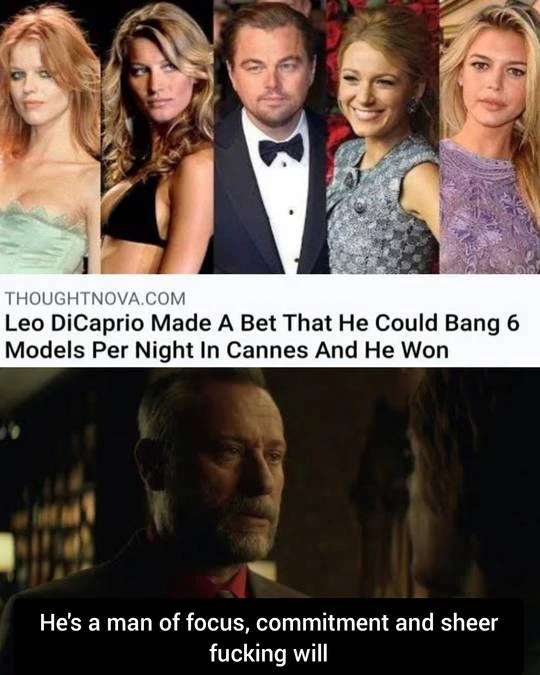 THOUGHTNOVA.COM
Leo DiCaprio Made A Bet That He Could Bang 6
Models Per Night In Cannes And He Won
He's a man of focus, commitment and sheer
fucking will